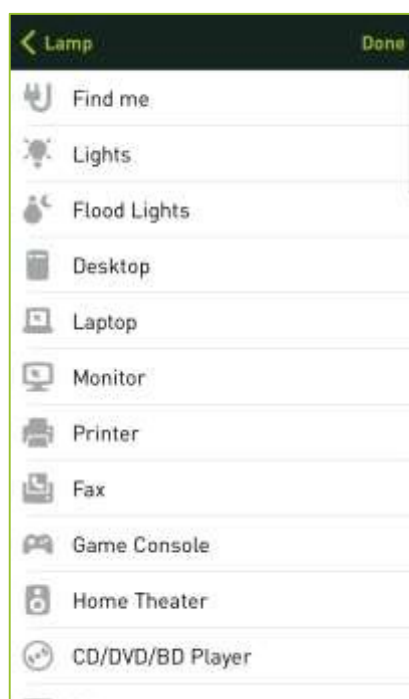 Lamp Done
Find me
Lights
Flood Lights
Desktop
Laptop
Monitor
Printer
Fax
Game Console
Home Theater
CD/DVD/BD Player